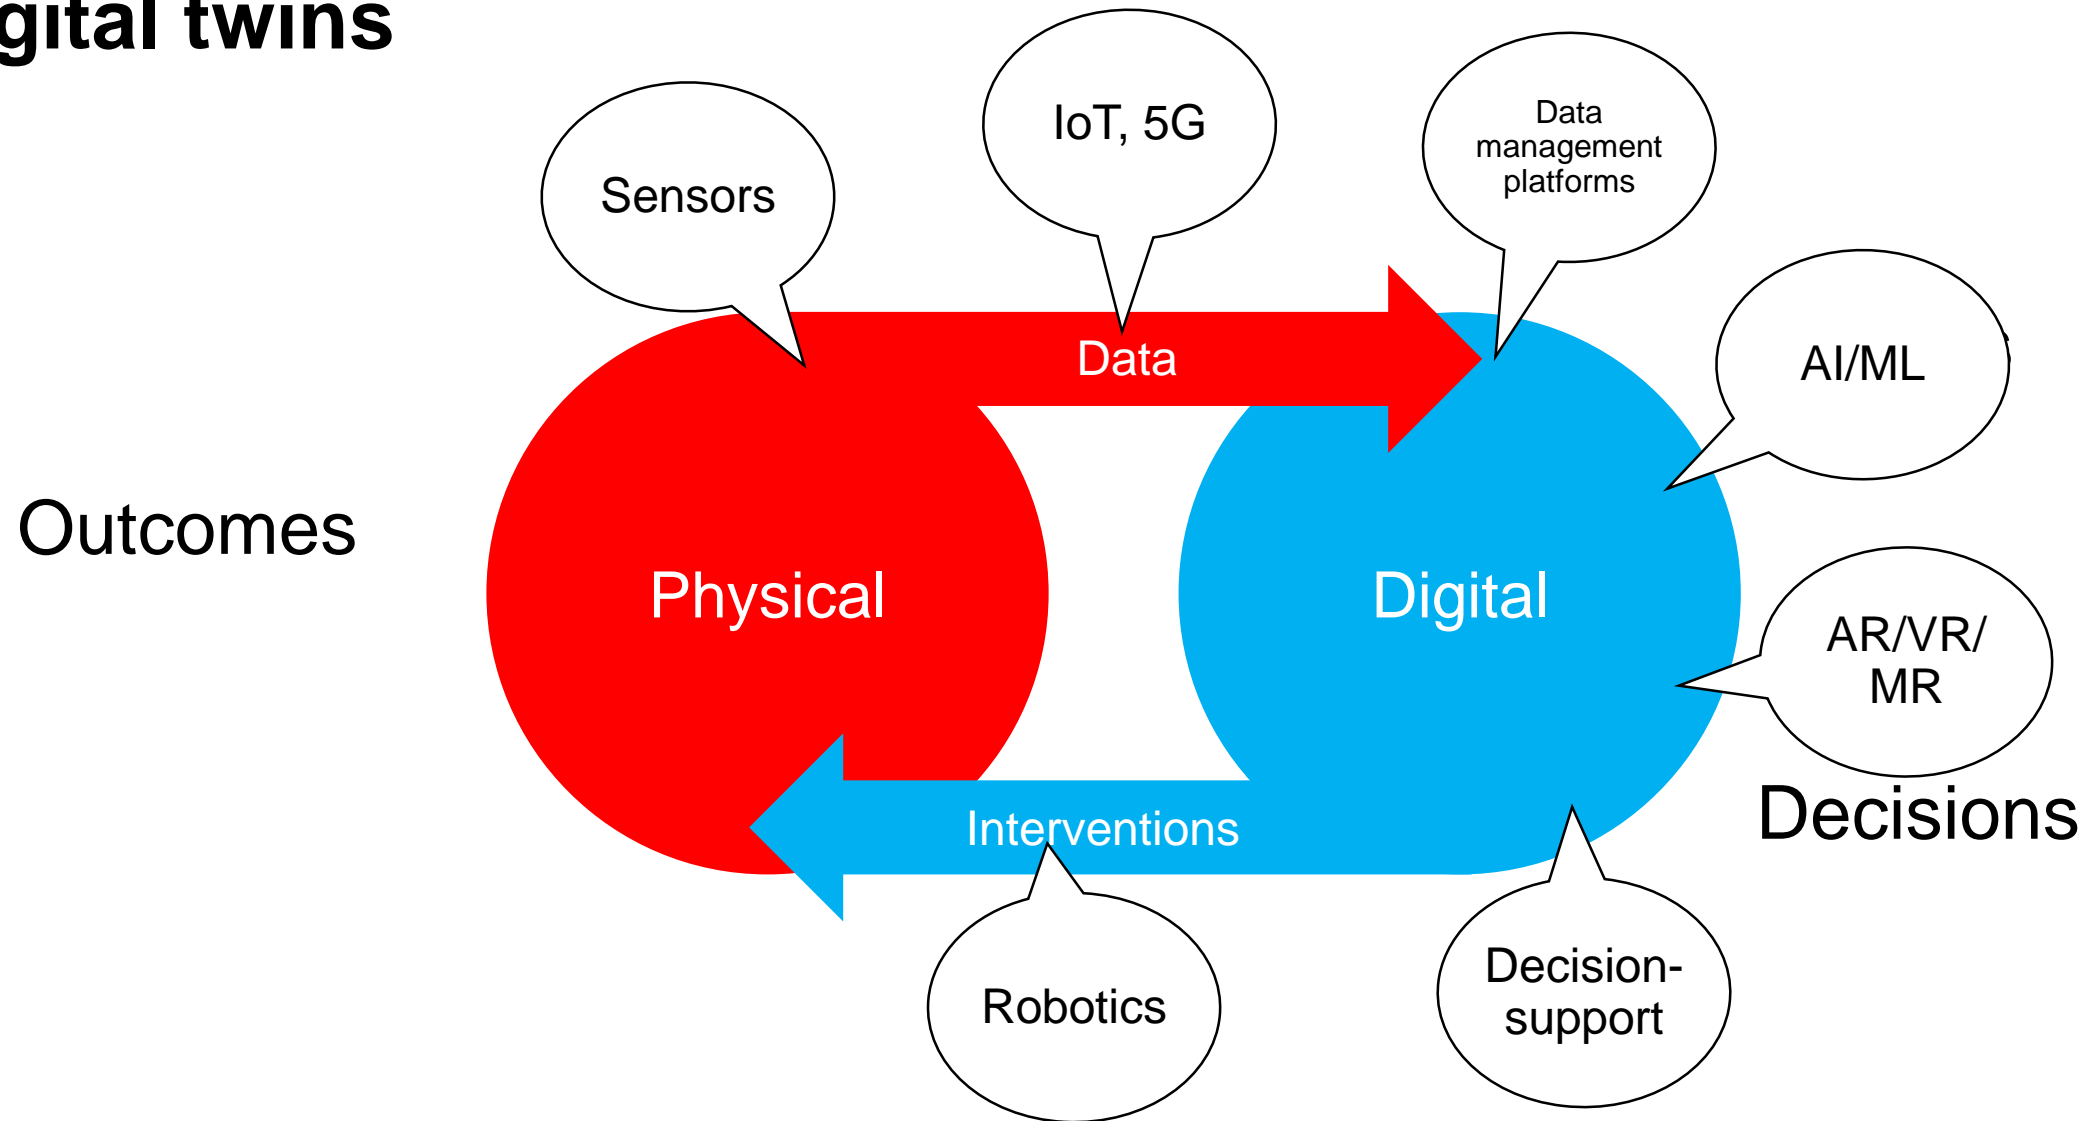 gital twins
IoT, 5G
Data
management
platforms
Sensors
AI/ML
Data
Outcomes
Physical
Digital
AR/VR/
MR
Decisions
Interventions
Decision-
support
Robotics